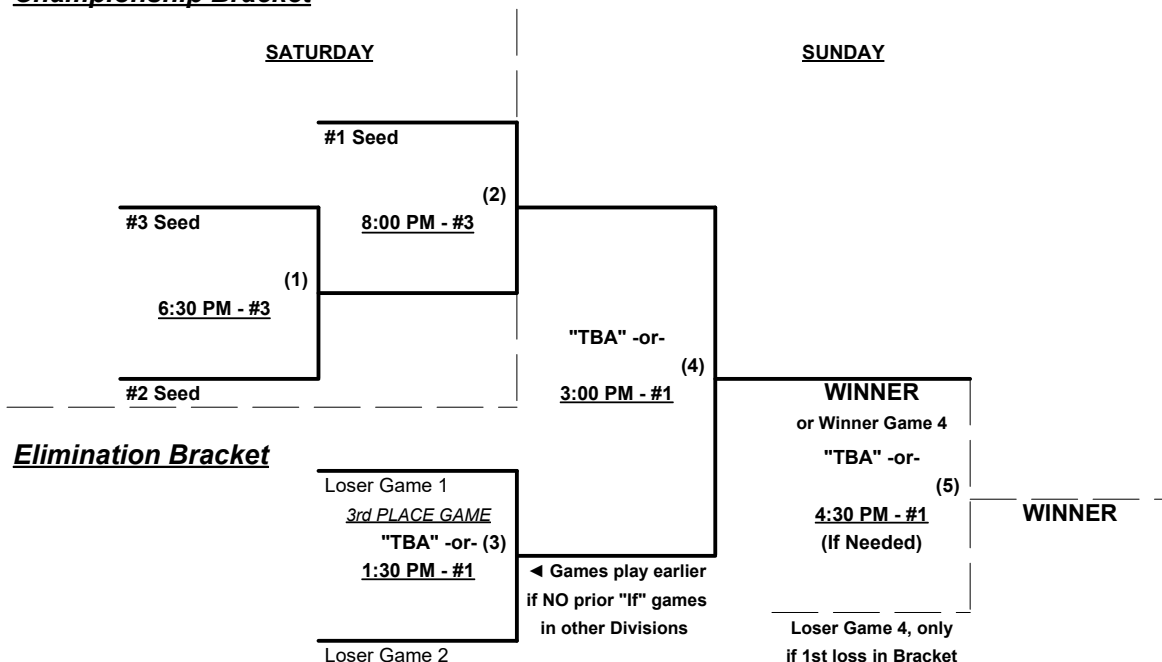 Championship Bracket
SATURDAY
SUNDAY
#1 Seed
(2)
8:00 PM - #3
#3 Seed
(1)
6:30 PM - #3
#2 Seed
"TBA" -or-
(4)
3:00 PM - #1
WINNER
or Winner Game 4
"TBA" -or-
(5)
4:30 PM - #1
(If Needed)
WINNER
Loser Game 4, only
if 1st loss in Bracket
Elimination Bracket
Loser Game 1
3rd PLACE GAME
"TBA" -or- (3)
1:30 PM - #1
◄ Games play earlier
if NO prior "If" games
in other Divisions
Loser Game 2